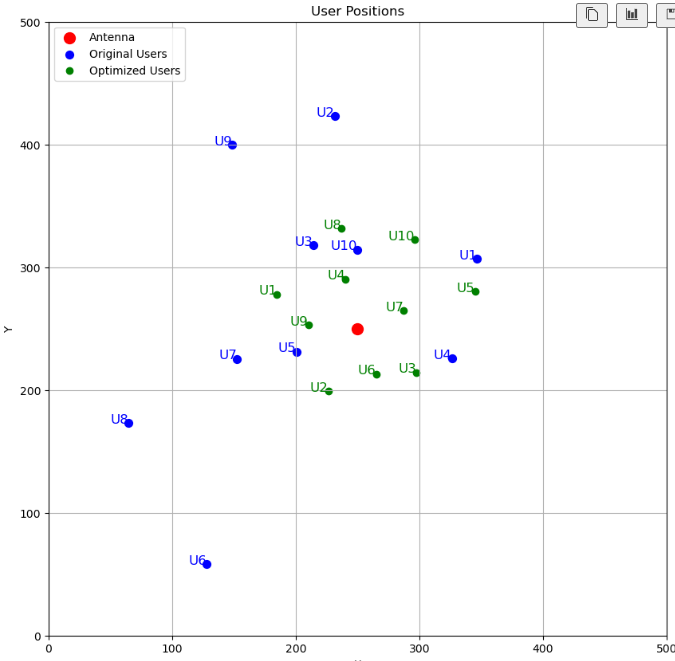 User Positions
500
Antenna
Original Users
Optimized Users
U2
U9
400
U8
U10
U3
U10
U1
300
U4
U5
U1
U7
U9
Y
U5
U7
U4
U6
U3
U2
200
U8
100
U6
0
0 100 200 300 400 500